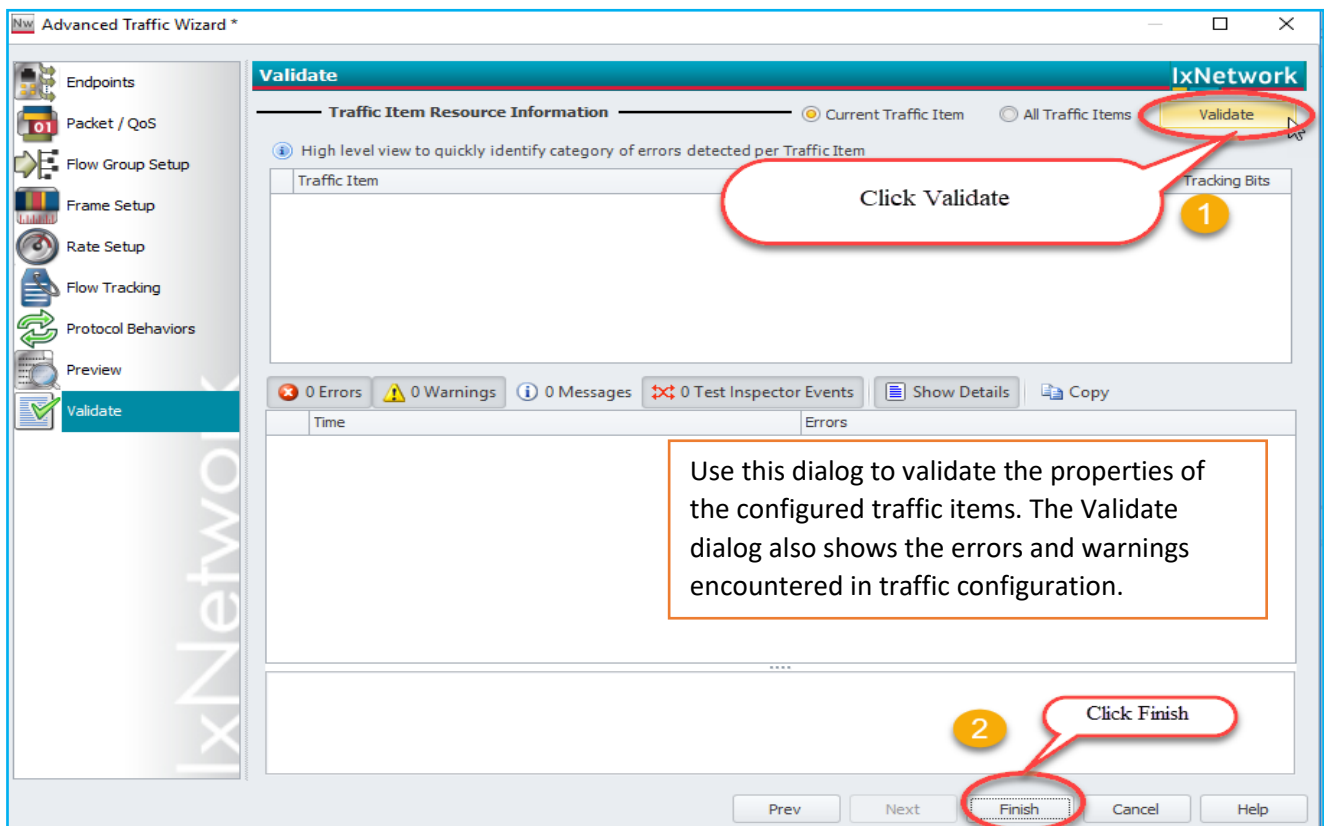 Nw Advanced Traffic Wizard *
Endpoints
Packet / QoS
Flow Group Setup
Frame Setup
Rate Setup
Flow Tracking
Protocol Behaviors
Preview
Validate
IxNetwork
Validate
IxNetwork
Traffic Item Resource Information
Current Traffic Item
All Traffic Items
Validate
High level view to quickly identify category of errors detected per Traffic Item
Traffic Item
Tracking Bits
Click Validate
1
0 Errors
0 Warnings
0 Messages
0 Test Inspector Events
Show Details
Copy
Time
Errors
Use this dialog to validate the properties of
the configured traffic items. The Validate
dialog also shows the errors and warnings
encountered in traffic configuration.
2
Click Finish
Prev
Next
Finish
Cancel
Help